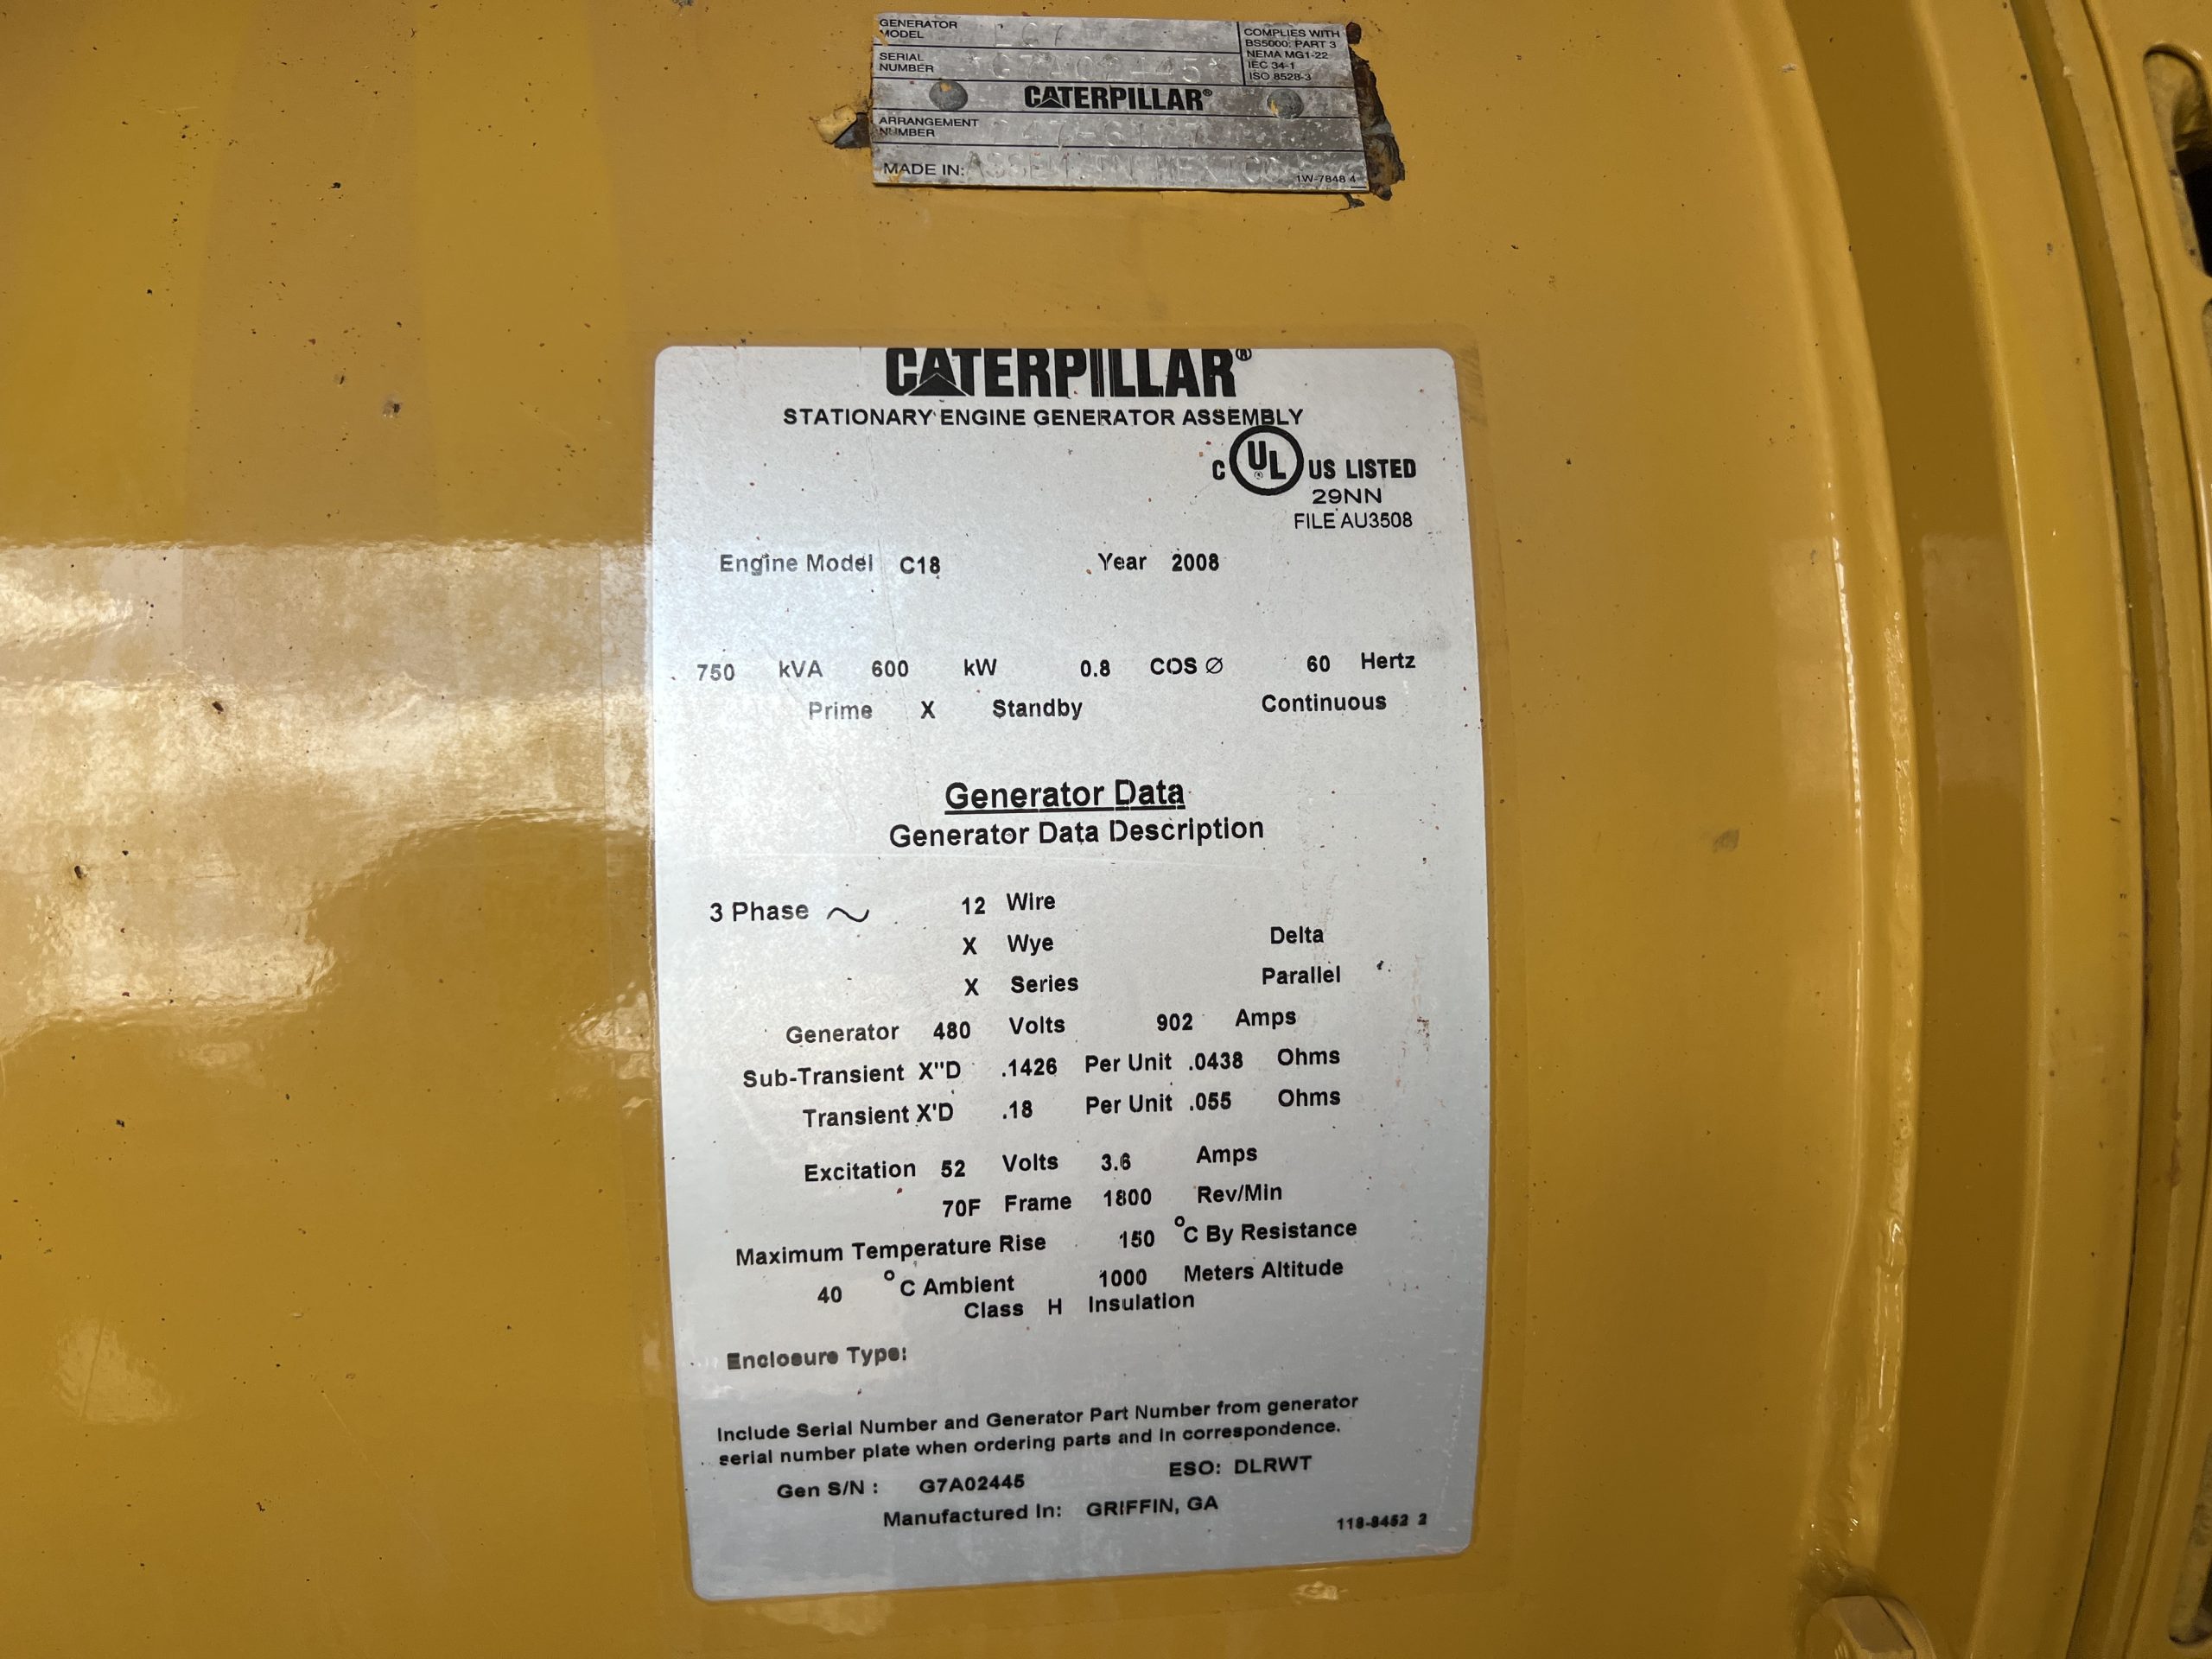 GENERATOR MODEL LC7
COMPLIES WITH
BS5000, PART 3
NEMA MG1-22
IEC 34-1
ISO 8528-3
SERIAL NUMBER
CATERPILLAR®
ARRANGEMENT NUMBER
MADE IN: ASSEM. IN MEXICO
1W-7848 4
CATERPILLAR®
STATIONARY ENGINE GENERATOR ASSEMBLY
C UL® US LISTED
29NN
FILE AU3508
Engine Model C18 Year 2008
750 kVA 600 kW 0.8 COS Ø 60 Hertz
Prime X Standby Continuous
Generator Data
Generator Data Description
3 Phase ~ 12 Wire
X Wye Delta
X Series Parallel
Generator 480 Volts 902 Amps
Sub-Transient X"D .1426 Per Unit .0438 Ohms
Transient X'D .18 Per Unit .055 Ohms
Excitation 52 Volts 3.6 Amps
70F Frame 1800 Rev/Min
Maximum Temperature Rise 150 °C By Resistance
40 °C Ambient 1000 Meters Altitude
Class H Insulation
Enclosure Type:
Include Serial Number and Generator Part Number from generator
serial number plate when ordering parts and in correspondence.
Gen S/N : G7A02445 ESO: DLRWT
Manufactured In: GRIFFIN, GA
118-8452 2